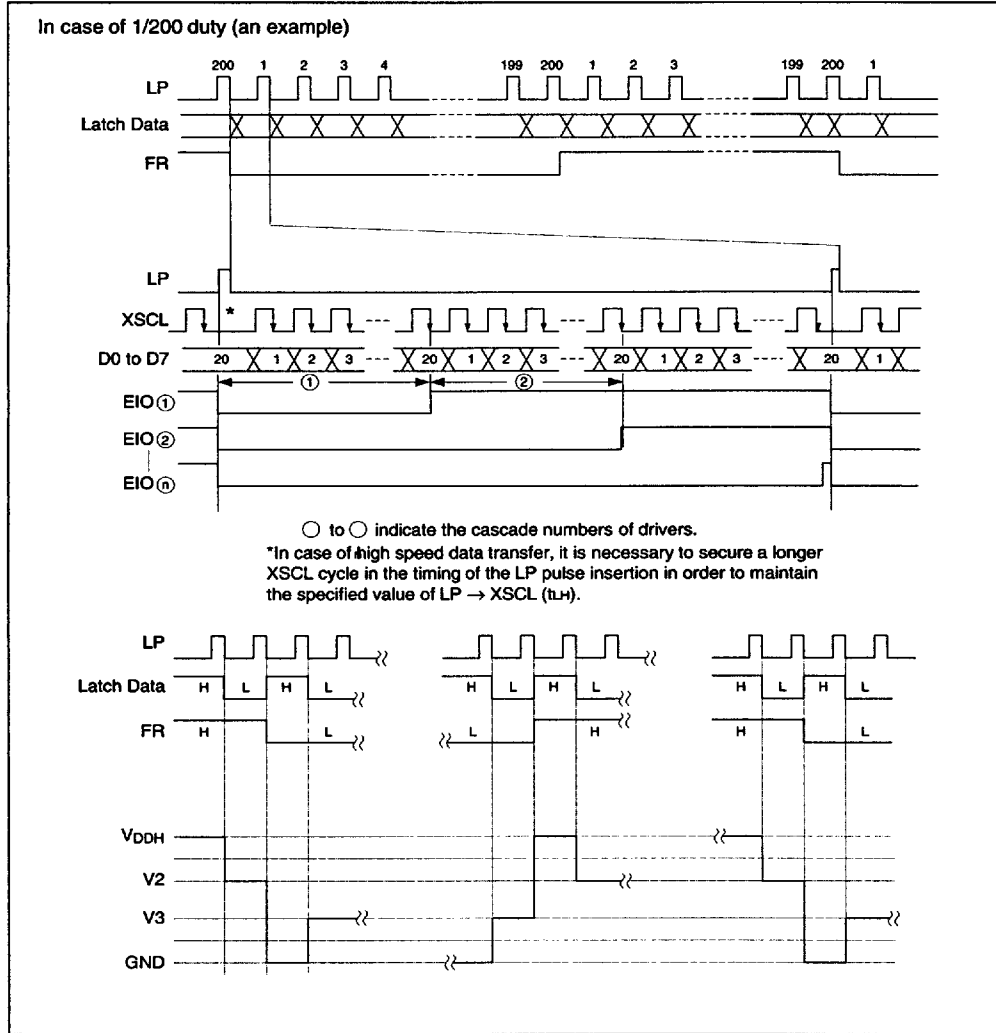 In case of 1/200 duty (an example)
200 1 2 3 4 199 200 1 2 3 199 200 1
LP
Latch Data
FR
LP
XSCL *
D0 to D7 20 1 2 3 20 1 2 3 20 1 2 3 20 1
① ②
EIO①
EIO②
EIOⓝ
○ to ○ indicate the cascade numbers of drivers.
*In case of high speed data transfer, it is necessary to secure a longer
XSCL cycle in the timing of the LP pulse insertion in order to maintain
the specified value of LP → XSCL (tLH).
LP
Latch Data H L H L H L H L H L H L
FR H L L H H L
VDDH
V2
V3
GND